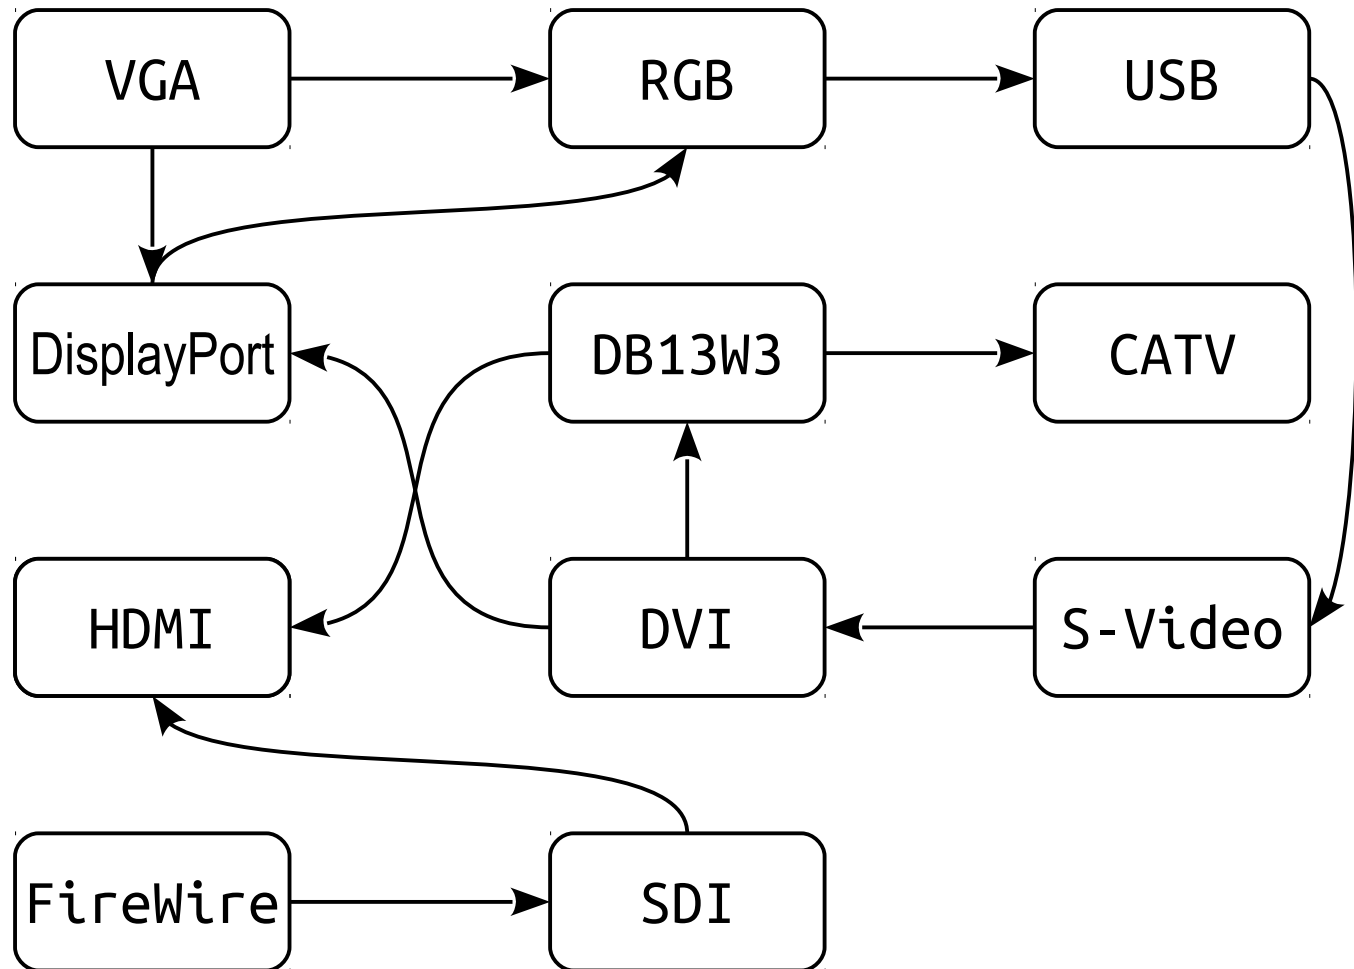 VGA
RGB
USB
DisplayPort
DB13W3
CATV
HDMI
DVI
S-Video
FireWire
SDI